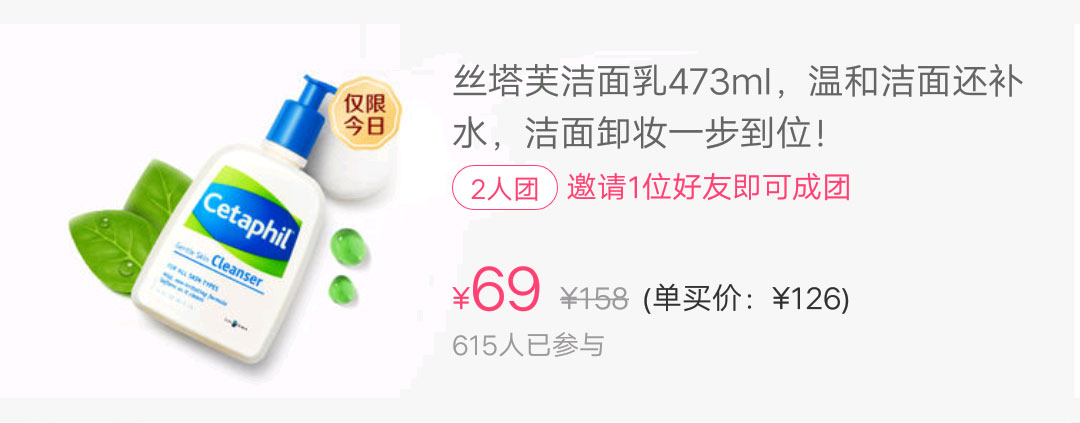 仅限
今日
Cetaphil
Gentle Skin Cleanser
FOR ALL SKIN TYPES
丝塔芙洁面乳473ml，温和洁面还补
水，洁面卸妆一步到位！
2人团 邀请1位好友即可成团
¥69 ¥158 (单买价：¥126)
615人已参与